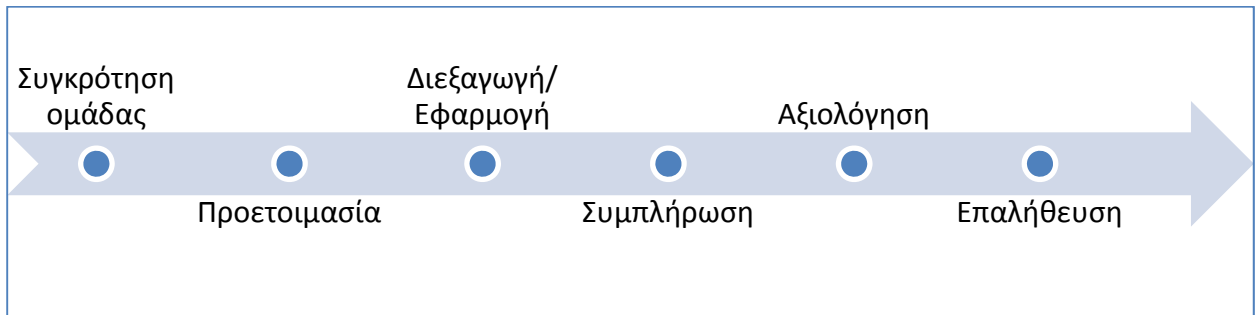 Συγκρότηση
ομάδας
Προετοιμασία
Διεξαγωγή/
Εφαρμογή
Συμπλήρωση
Αξιολόγηση
Επαλήθευση